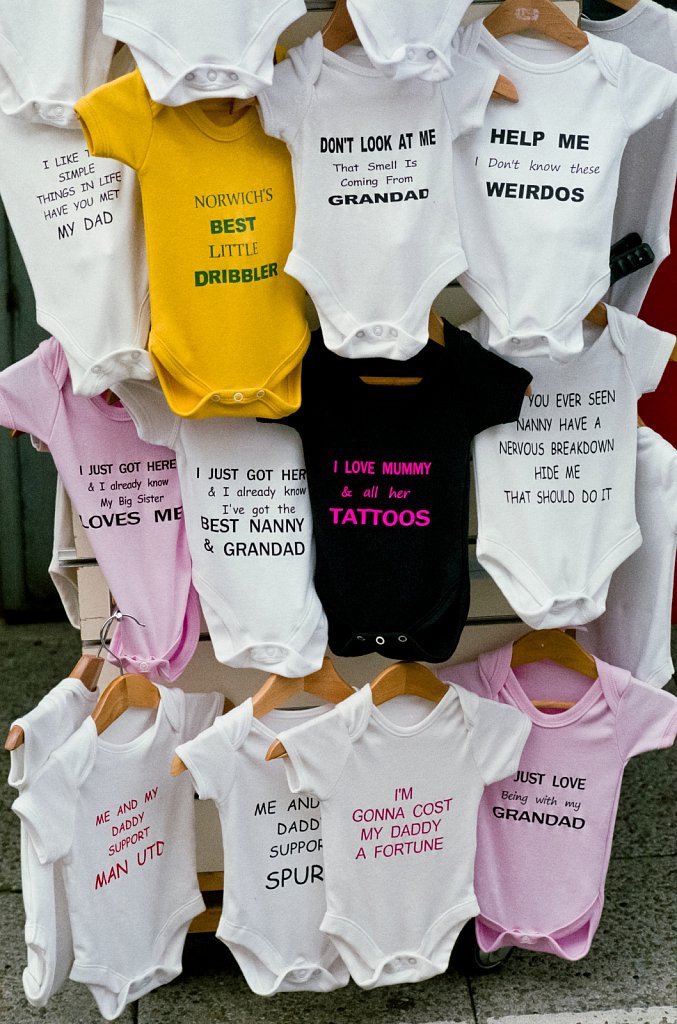 I LIKE T
SIMPLE
THINGS IN LIFE
HAVE YOU MET
MY DAD
NORWICH'S
BEST
LITTLE
DRIBBLER
DON'T LOOK AT ME
That Smell Is
Coming From
GRANDAD
HELP ME
I Don't know these
WEIRDOS
I JUST GOT HERE
& I already know
My Big Sister
LOVES ME
I JUST GOT HER
& I already know
I've got the
BEST NANNY
& GRANDAD
I LOVE MUMMY
& all her
TATTOOS
YOU EVER SEEN
NANNY HAVE A
NERVOUS BREAKDOWN
HIDE ME
THAT SHOULD DO IT
ME AND MY
DADDY
SUPPORT
MAN UTD
ME AND
DADD
SUPPOR
SPUR
I'M
GONNA COST
MY DADDY
A FORTUNE
JUST LOVE
Being with my
GRANDAD